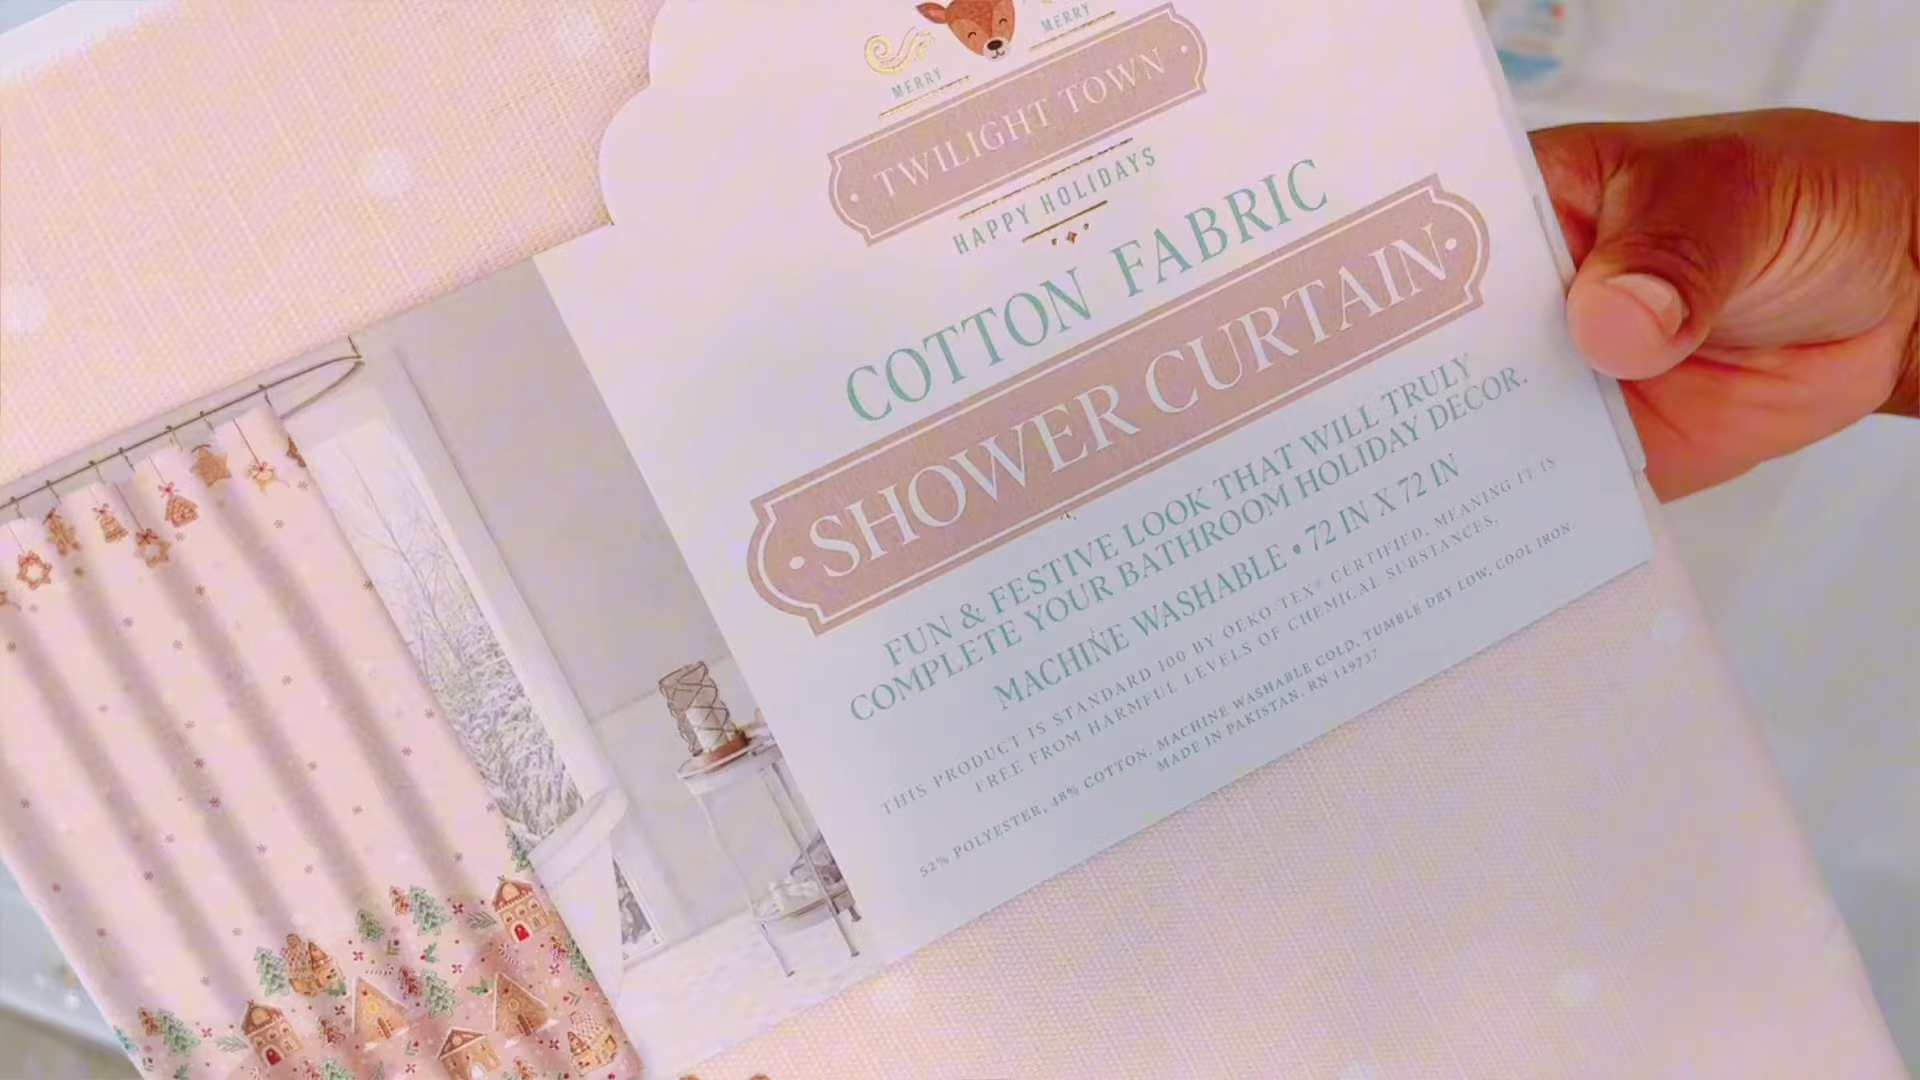 MERRY
MERRY
TWILIGHT TOWN
HAPPY HOLIDAYS
COTTON FABRIC
SHOWER CURTAIN
FUN & FESTIVE LOOK THAT WILL TRULY
COMPLETE YOUR BATHROOM HOLIDAY DECOR.
MACHINE WASHABLE • 72 IN X 72 IN
THIS PRODUCT IS STANDARD 100 BY OEKO-TEX® CERTIFIED, MEANING IT IS
FREE FROM HARMFUL LEVELS OF CHEMICAL SUBSTANCES.
52% POLYESTER, 48% COTTON. MACHINE WASHABLE COLD, TUMBLE DRY LOW, COOL IRON.
MADE IN PAKISTAN. RN 149737